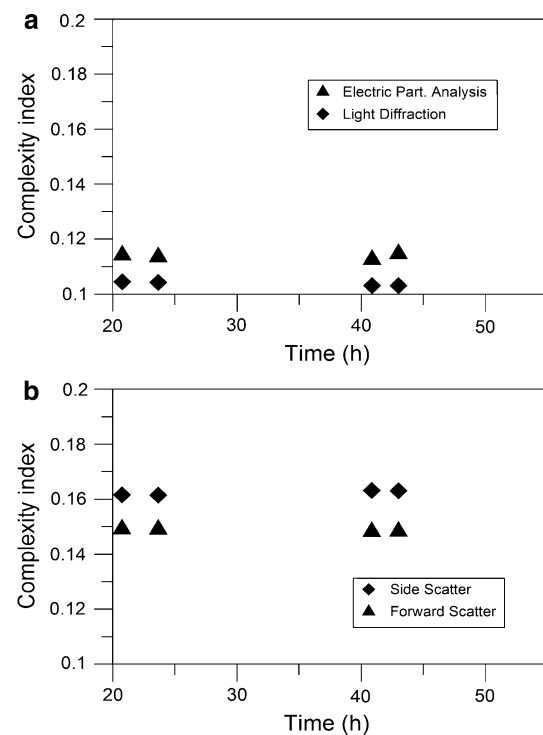 a
0.2
0.18
0.16
0.14
0.12
0.1
Complexity index
Electric Part. Analysis
Light Diffraction
20 30 40 50
Time (h)
b
0.2
0.18
0.16
0.14
0.12
0.1
Complexity index
Side Scatter
Forward Scatter
20 30 40 50
Time (h)